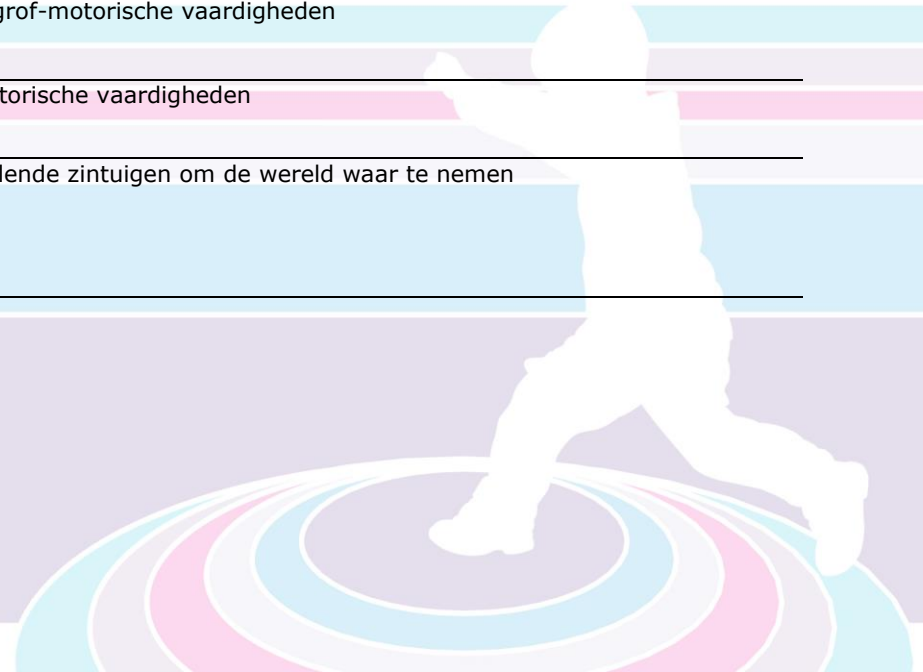 grof-motorische vaardigheden
torische vaardigheden
lende zintuigen om de wereld waar te nemen